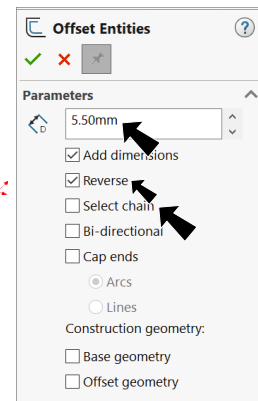 Offset Entities
?
Parameters
D
5.50mm
Add dimensions
Reverse
Select chain
Bi-directional
Cap ends
Arcs
Lines
Construction geometry:
Base geometry
Offset geometry